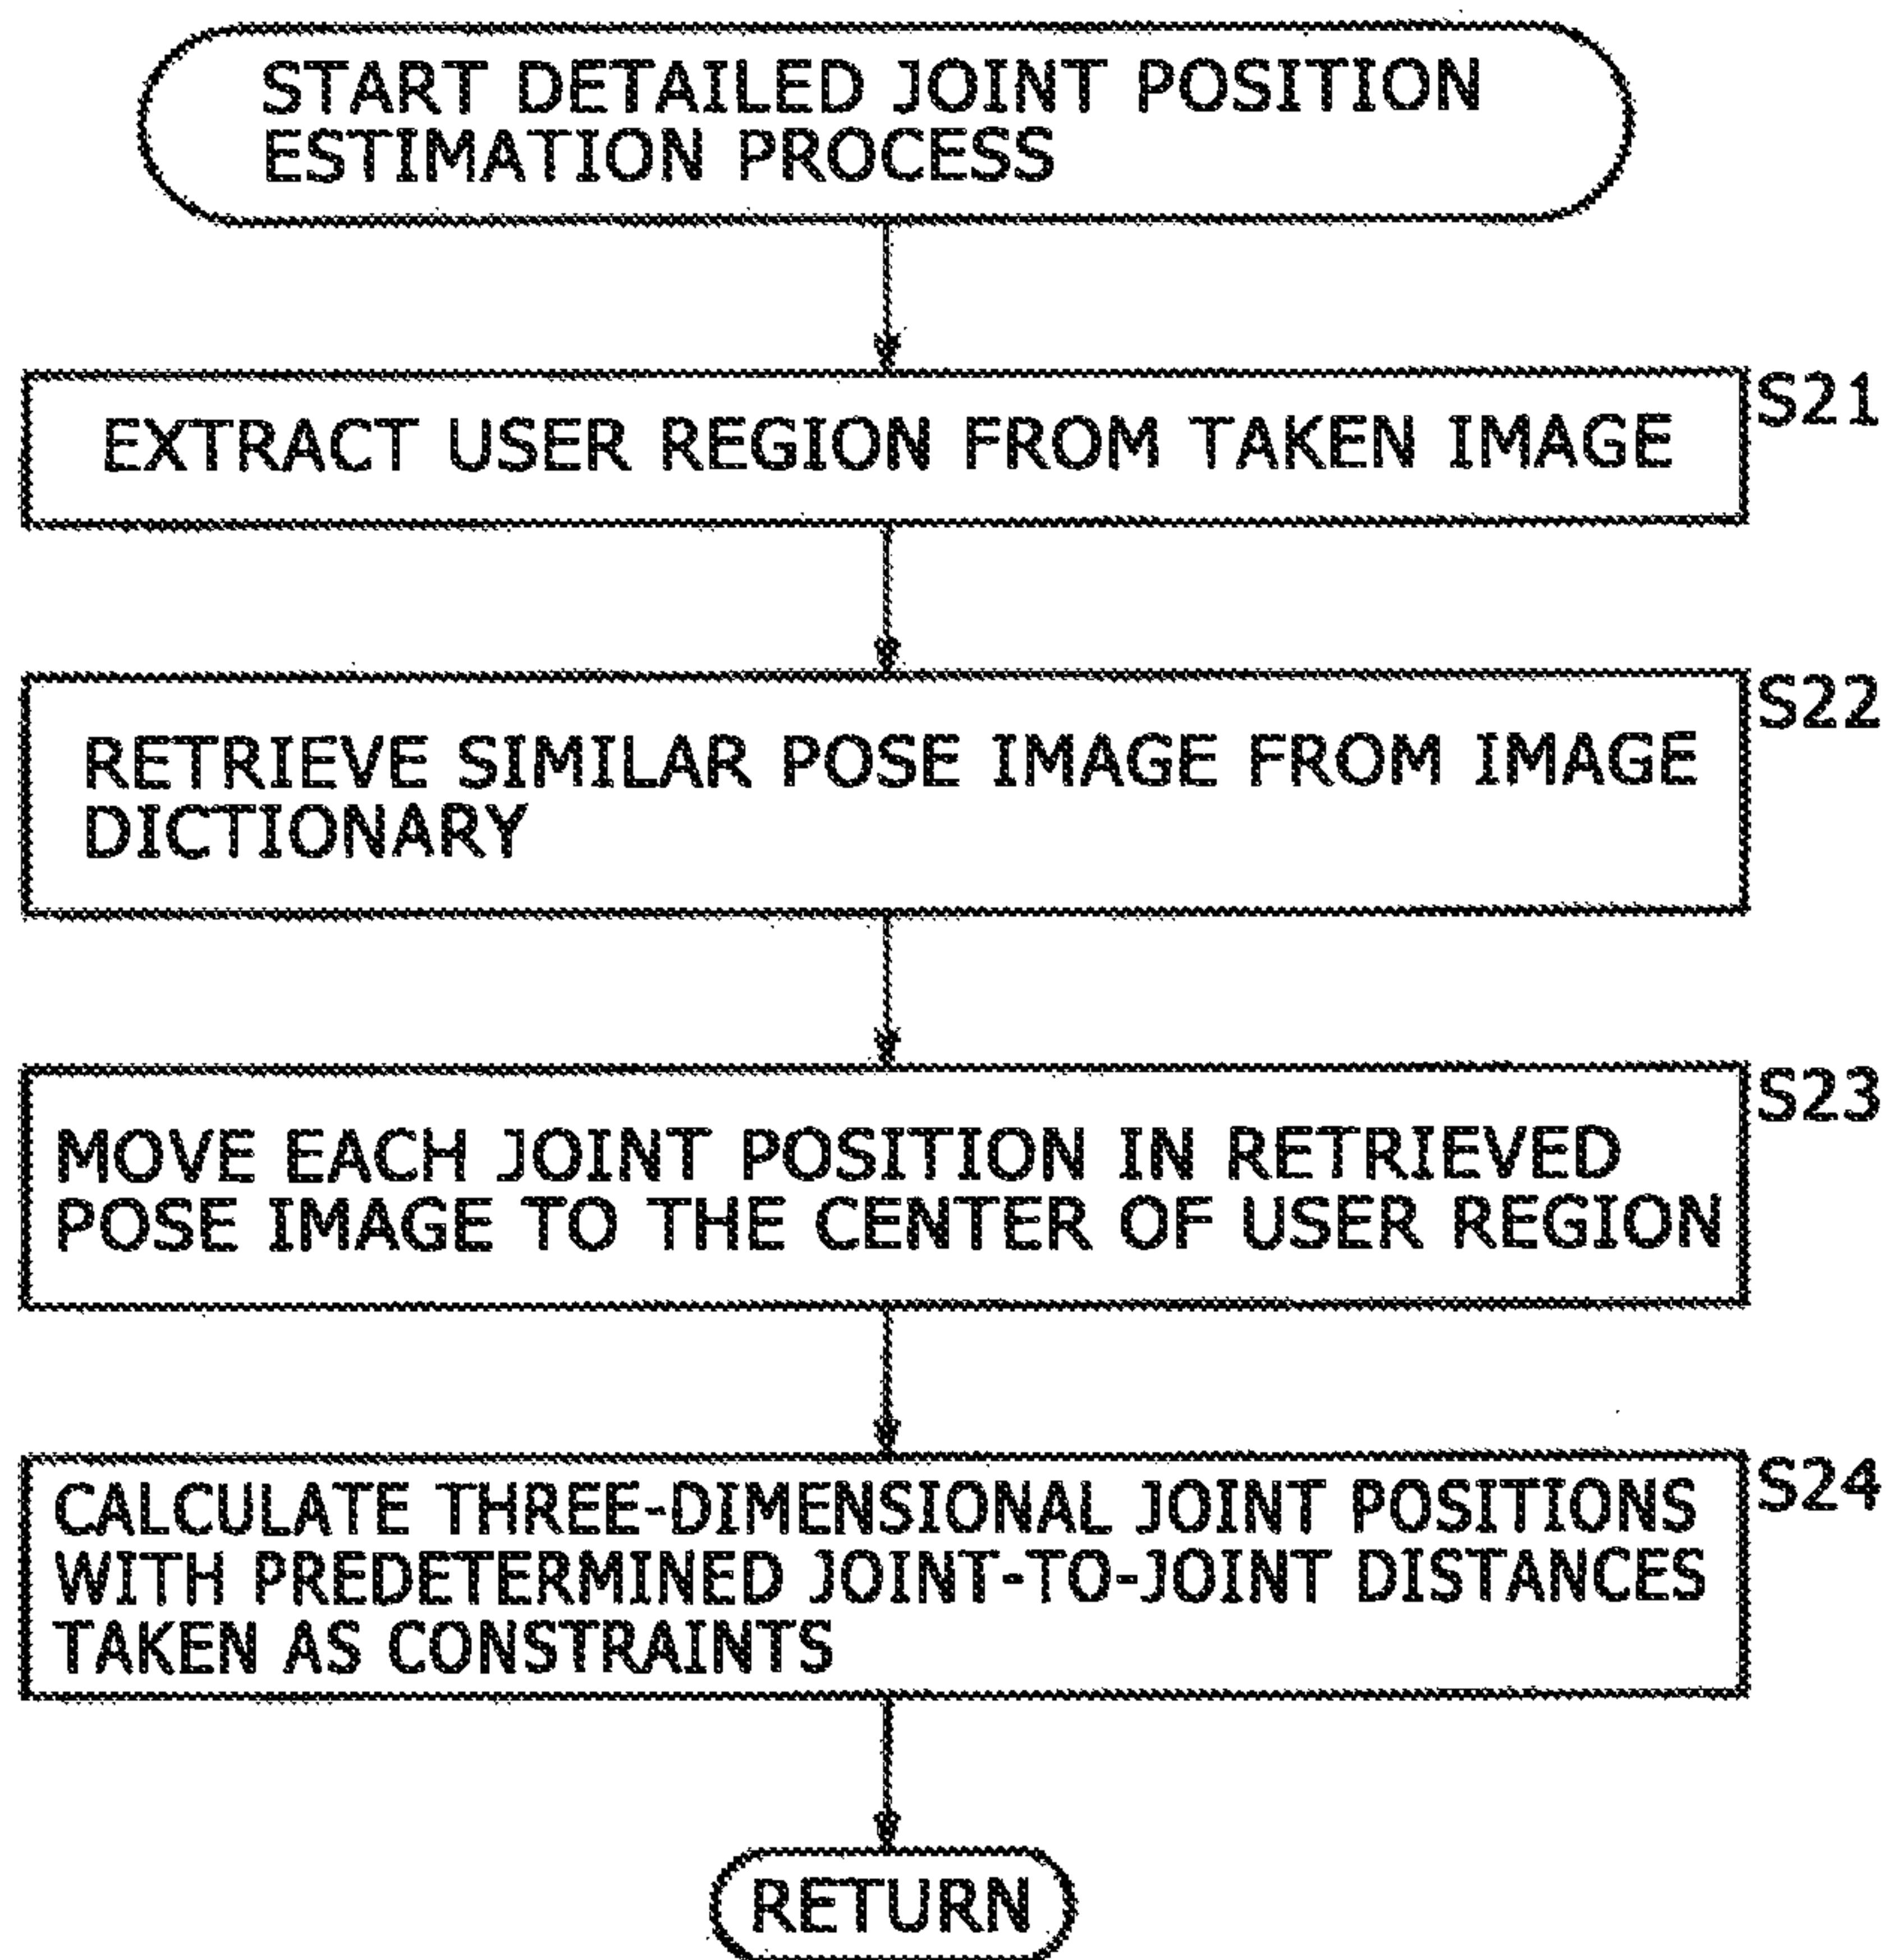 START DETAILED JOINT POSITION
ESTIMATION PROCESS
S21
EXTRACT USER REGION FROM TAKEN IMAGE
S22
RETRIEVE SIMILAR POSE IMAGE FROM IMAGE
DICTIONARY
S23
MOVE EACH JOINT POSITION IN RETRIEVED
POSE IMAGE TO THE CENTER OF USER REGION
S24
CALCULATE THREE-DIMENSIONAL JOINT POSITIONS
WITH PREDETERMINED JOINT-TO-JOINT DISTANCES
TAKEN AS CONSTRAINTS
RETURN